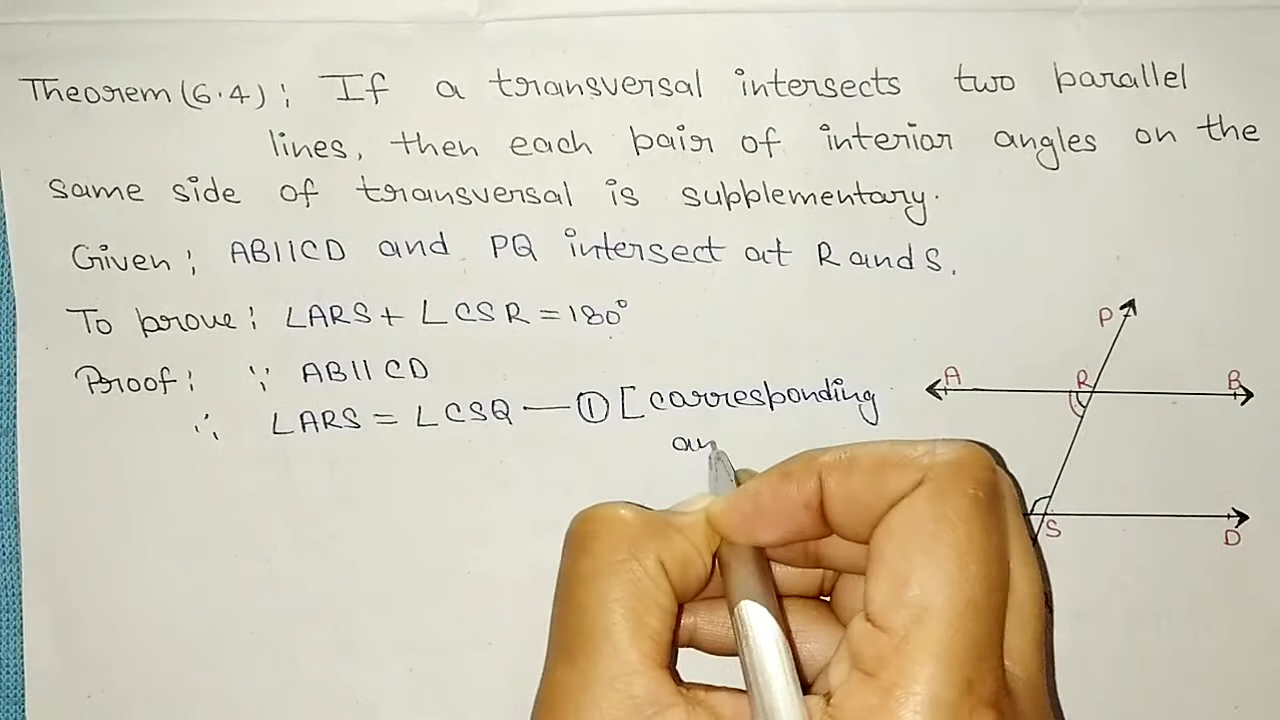 Theorem (6.4): If a transversal intersects two parallel
lines, then each pair of interior angles on the
same side of transversal is supplementary.
Given: AB||CD and PQ intersect at R and S.
To prove: ∠ARS + ∠CSR = 180°
Proof: ∵ AB||CD
∴ ∠ARS = ∠CSQ — ① [carresponding
an
P
A R B
S D